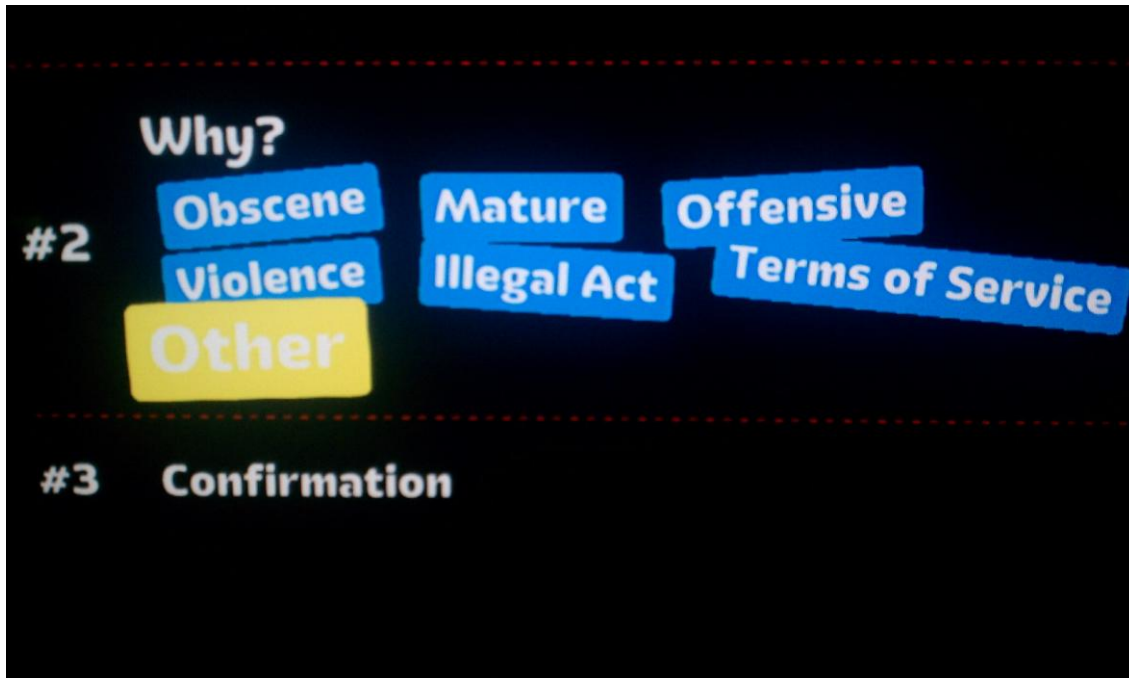 Why?
Obscene Mature Offensive
#2
Violence Illegal Act Terms of Service
Other
#3 Confirmation